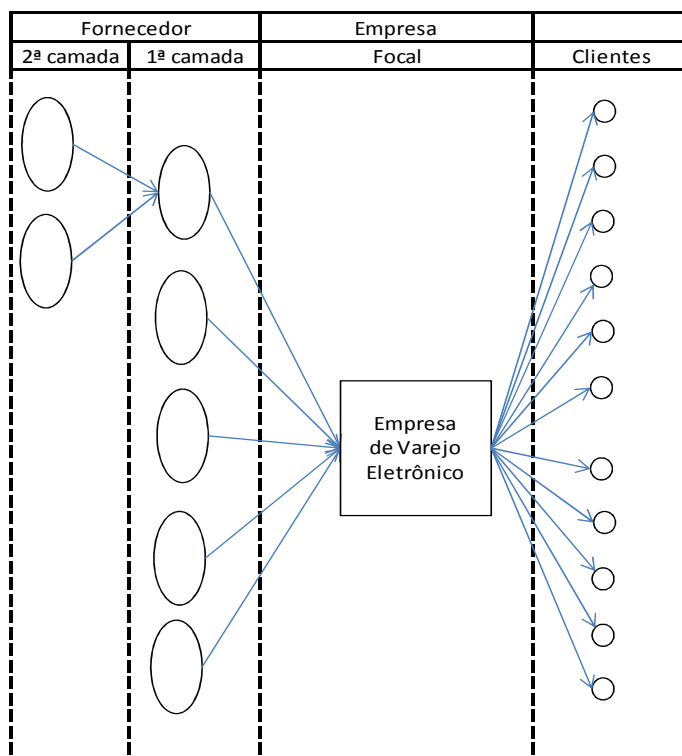 Fornecedor
Empresa
2ª camada
1ª camada
Focal
Clientes
Empresa
de Varejo
Eletrônico